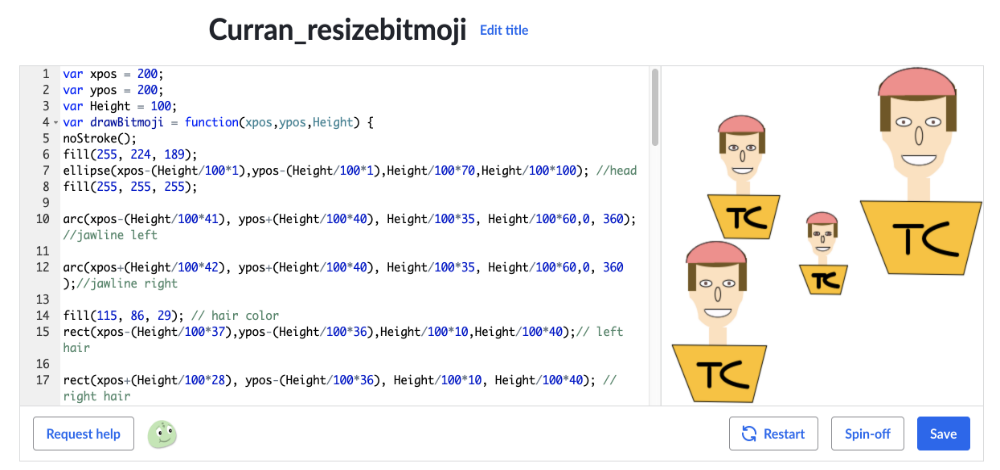 Curran_resizebitmoji Edit title
1 var xpos = 200;
2 var ypos = 200;
3 var Height = 100;
4 var drawBitmoji = function(xpos,ypos,Height) {
5 noStroke();
6 fill(255, 224, 189);
7 ellipse(xpos-(Height/100*1),ypos-(Height/100*1),Height/100*70,Height/100*100); //head
8 fill(255, 255, 255);
9
10 arc(xpos-(Height/100*41), ypos+(Height/100*40), Height/100*35, Height/100*60,0, 360);
//jawline left
11
12 arc(xpos+(Height/100*42), ypos+(Height/100*40), Height/100*35, Height/100*60,0, 360
);//jawline right
13
14 fill(115, 86, 29); // hair color
15 rect(xpos-(Height/100*37),ypos-(Height/100*36),Height/100*10,Height/100*40);// left
hair
16
17 rect(xpos+(Height/100*28), ypos-(Height/100*36), Height/100*10, Height/100*40); //
right hair
TC
TC
TC
TC
Request help
Restart
Spin-off
Save